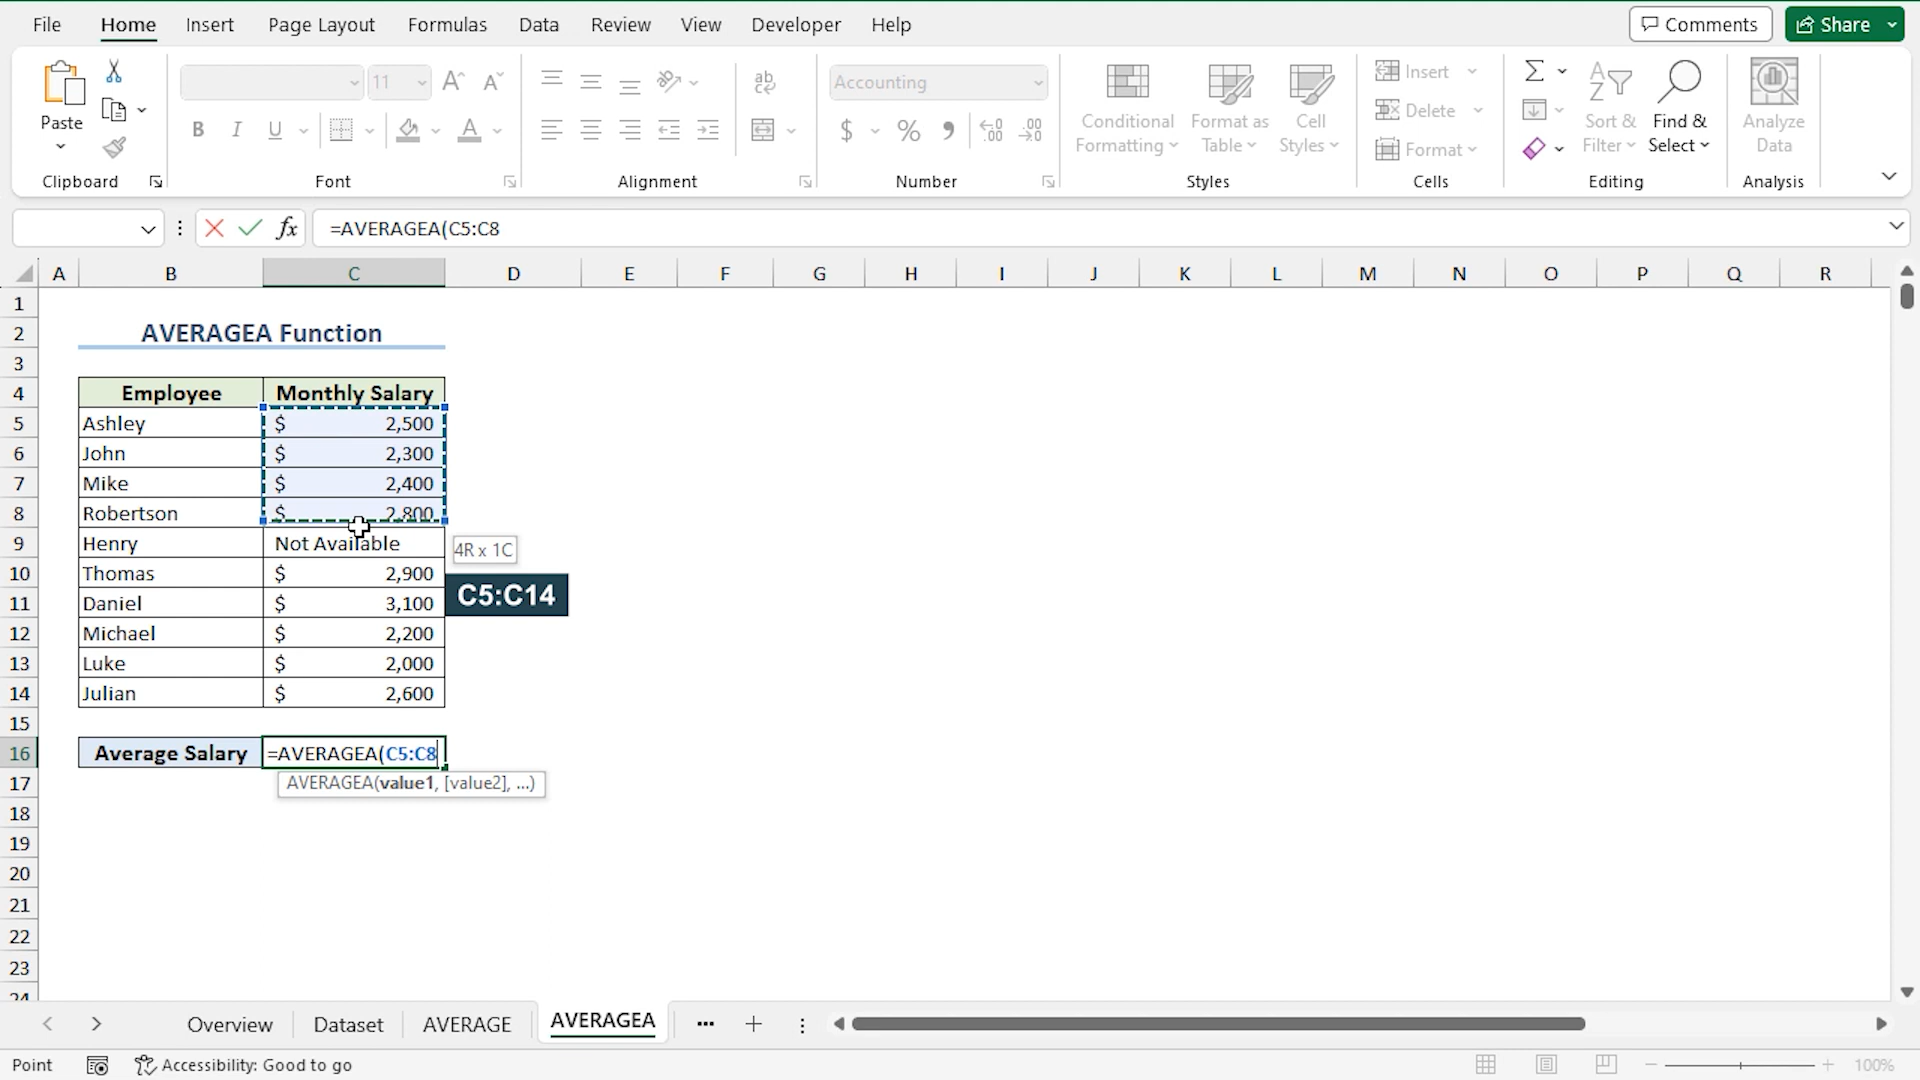 File Home Insert Page Layout Formulas Data Review View Developer Help Comments Share
Paste
11
Accounting
Conditional Formatting
Format as Table
Cell Styles
Insert
Delete
Format
Sort & Filter
Find & Select
Analyze Data
Clipboard Font Alignment Number Styles Cells Editing Analysis
fx =AVERAGEA(C5:C8
A B C D E F G H I J K L M N O P Q R
1
2 AVERAGEA Function
3
4 Employee Monthly Salary
5 Ashley $ 2,500
6 John $ 2,300
7 Mike $ 2,400
8 Robertson $ 2,800
9 Henry Not Available
4R x 1C
10 Thomas $ 2,900
C5:C14
11 Daniel $ 3,100
12 Michael $ 2,200
13 Luke $ 2,000
14 Julian $ 2,600
15
16 Average Salary =AVERAGEA(C5:C8
17 AVERAGEA(value1, [value2], ...)
18
19
20
21
22
23
24
Overview Dataset AVERAGE AVERAGEA ...
Point Accessibility: Good to go 100%